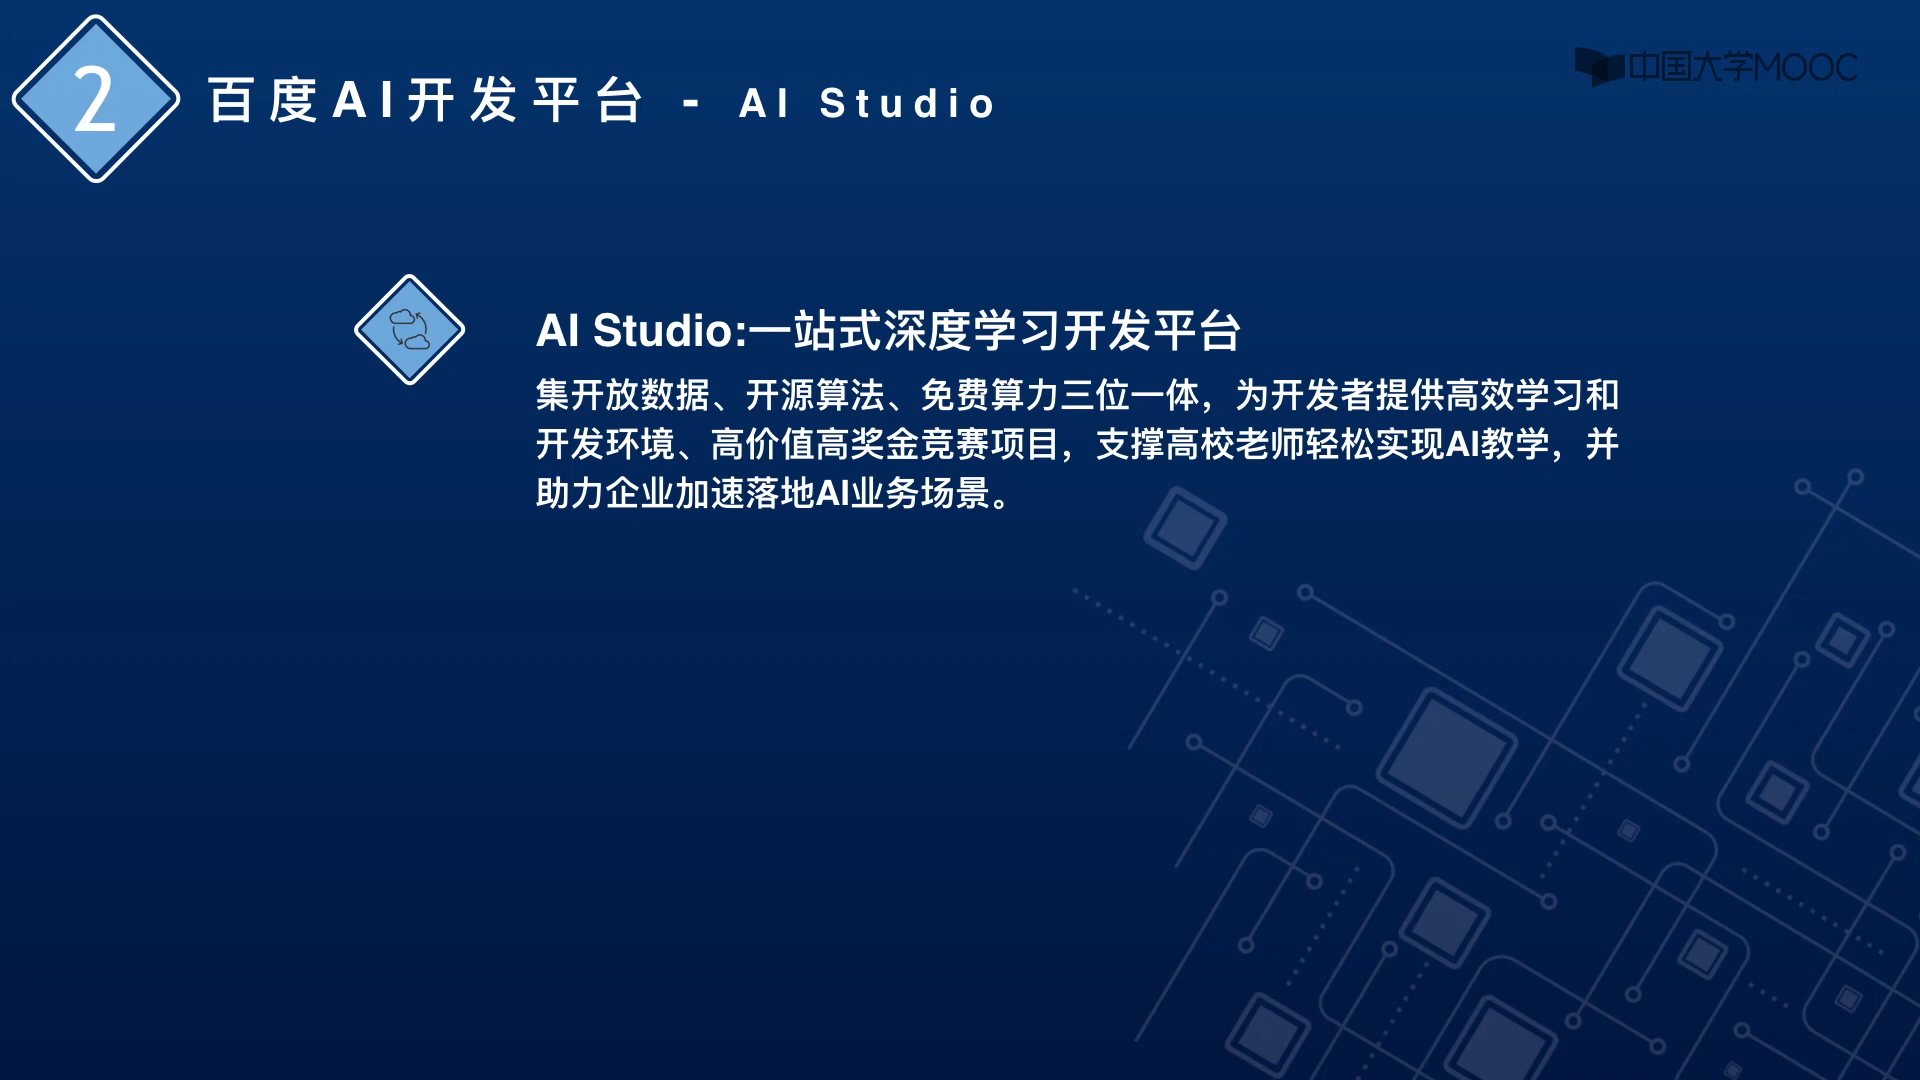 2
百度AI开发平台 - AI Studio
中国大学MOOC
AI Studio:一站式深度学习开发平台
集开放数据、开源算法、免费算力三位一体，为开发者提供高效学习和
开发环境、高价值高奖金竞赛项目，支撑高校老师轻松实现AI教学，并
助力企业加速落地AI业务场景。